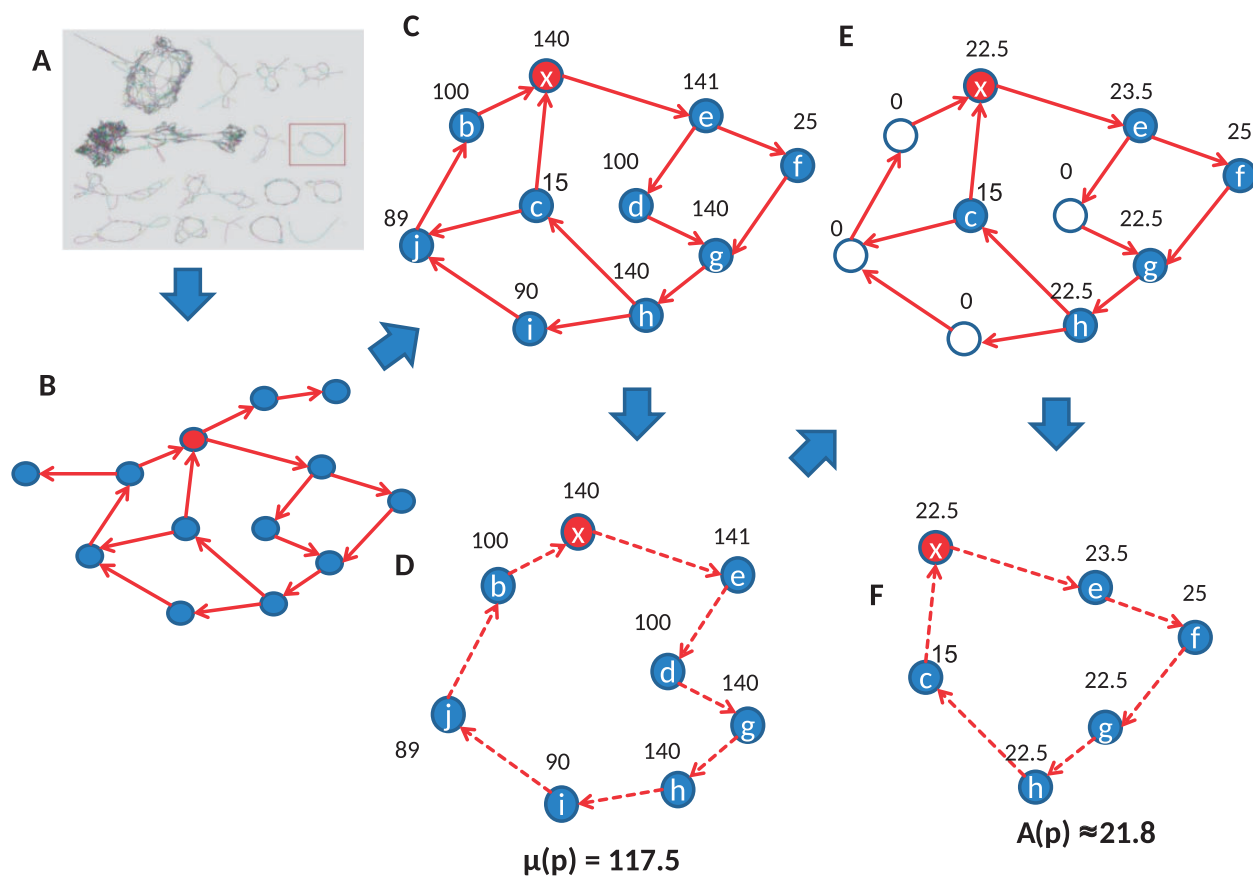 A
B
C
140
x
100
b
141
e
25
f
100
d
15
c
140
g
89
j
140
h
90
i
D
140
x
100
b
141
e
100
d
140
g
89
j
90
i
140
h
µ(p) = 117.5
E
22.5
x
0
23.5
e
25
f
0
15
c
22.5
g
0
22.5
h
0
F
22.5
x
23.5
e
25
f
15
c
22.5
g
22.5
h
A(p) ≈21.8